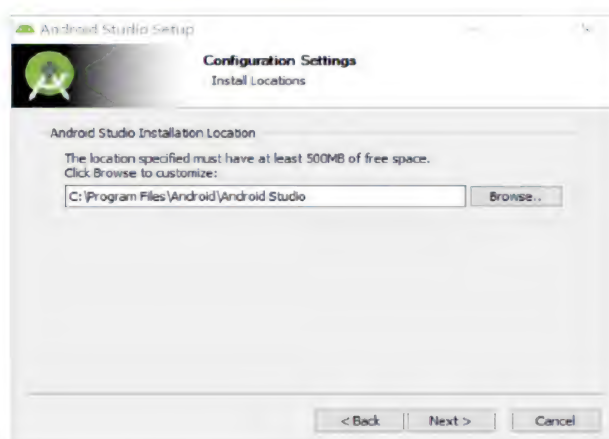 Android Studio Setup
Configuration Settings
Install Locations
Android Studio Installation Location
The location specified must have at least 500MB of free space.
Click Browse to customize:
C:\Program Files\Android\Android Studio
Browse..
< Back
Next >
Cancel